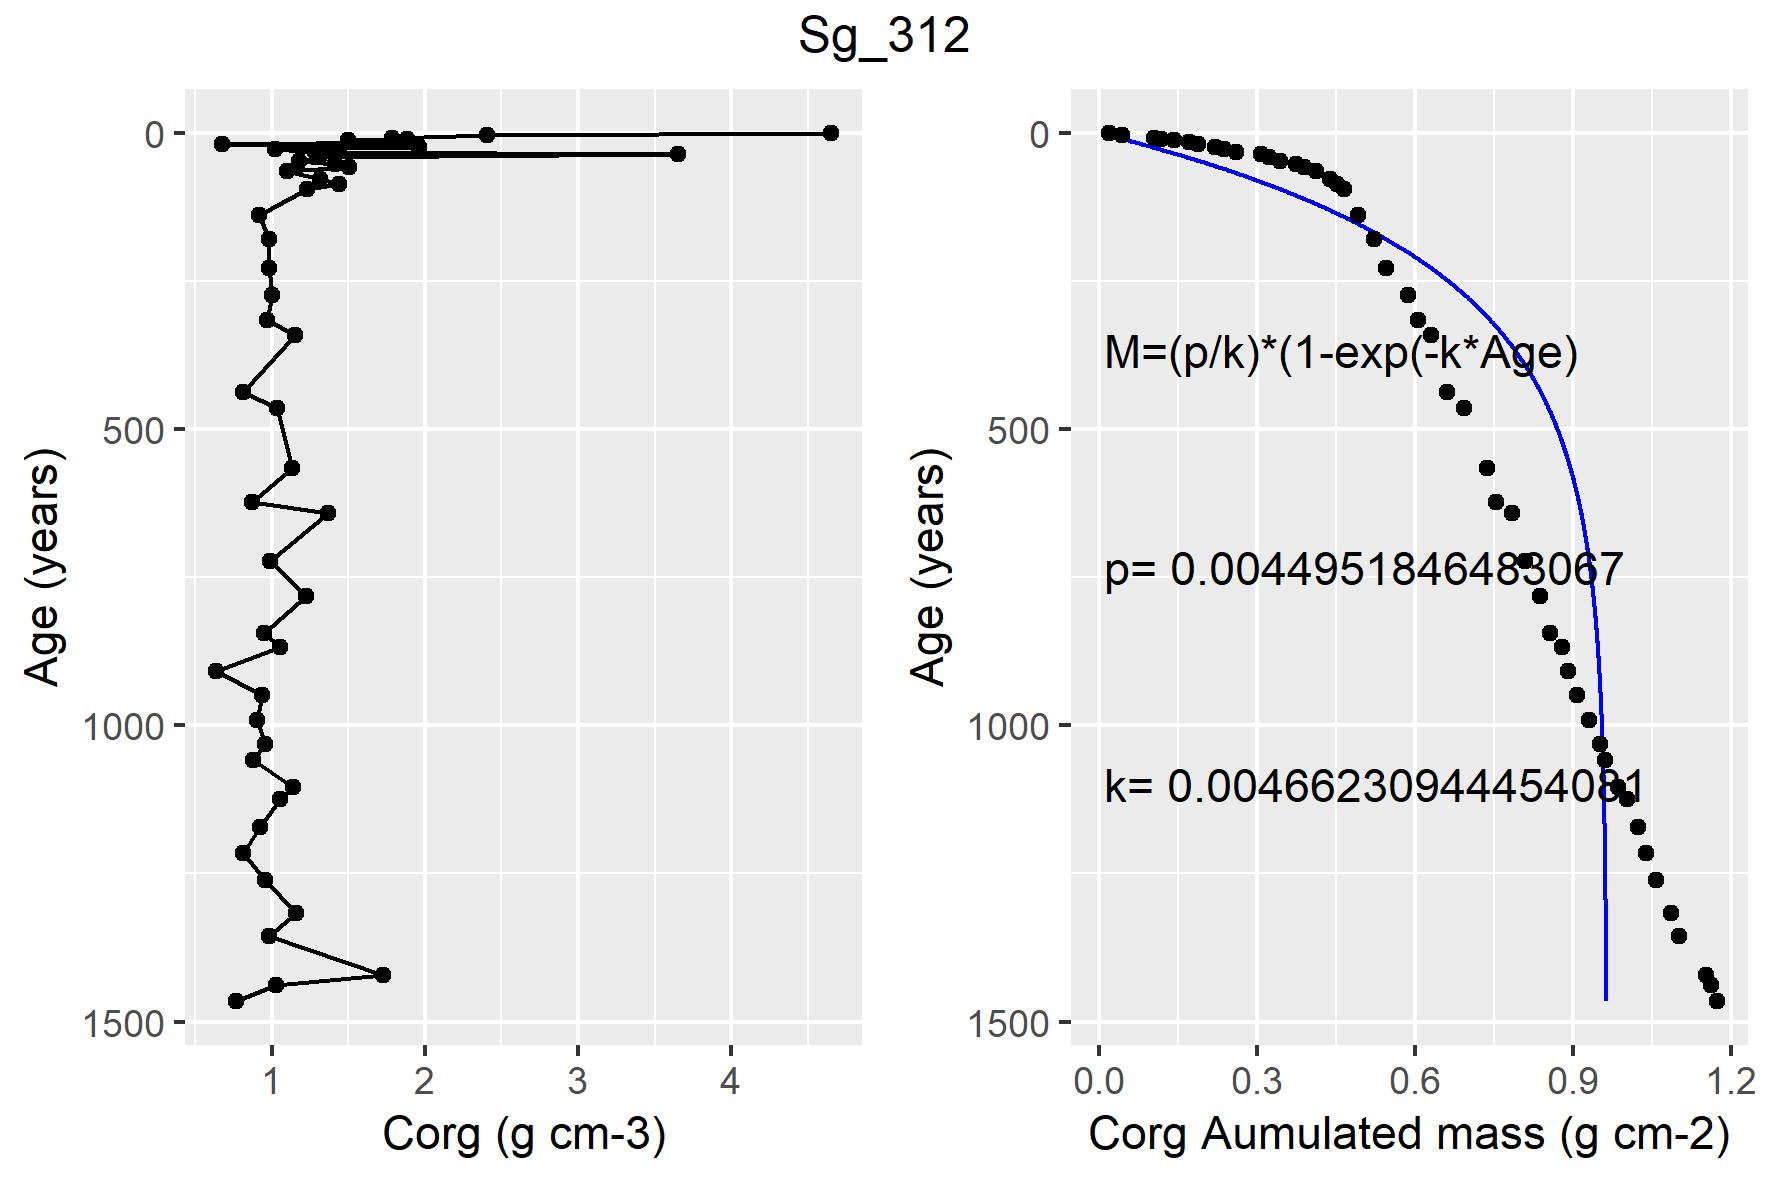 Sg_312
0
500
1000
1500
Age (years)
1
2
3
4
Corg (g cm-3)
0
500
1000
1500
Age (years)
M=(p/k)*(1-exp(-k*Age)
p= 0.0044951846483067
k= 0.00466230944454081
0.0
0.3
0.6
0.9
1.2
Corg Aumulated mass (g cm-2)